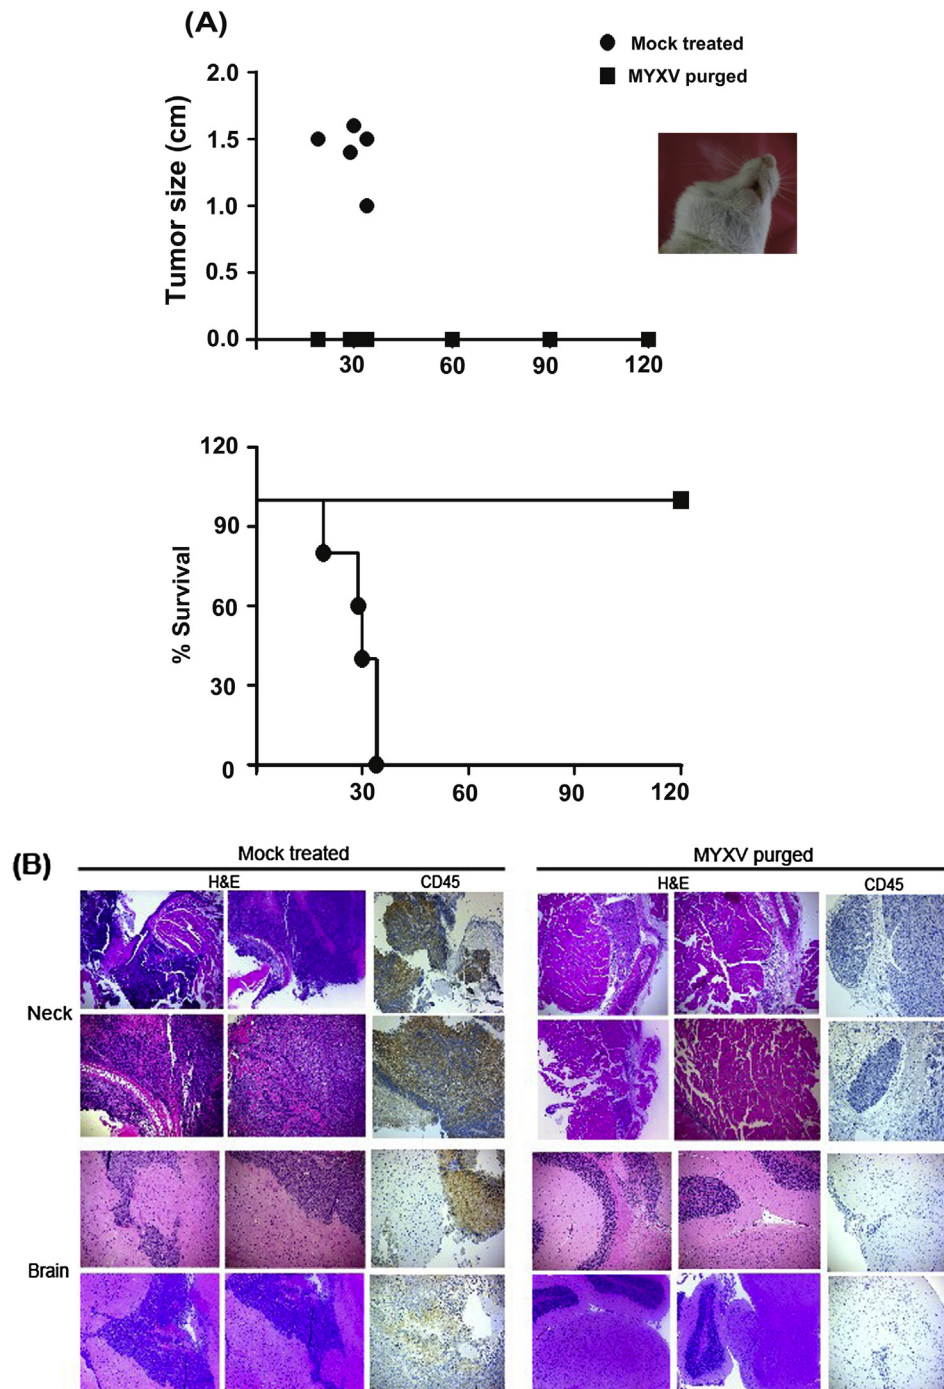 (A)
Mock treated
MYXV purged
Tumor size (cm)
2.0
1.5
1.0
0.5
0.0
30 60 90 120
% Survival
120
90
60
30
0
30 60 90 120
(B)
Mock treated MYXV purged
H&E CD45 H&E CD45
Neck
Brain